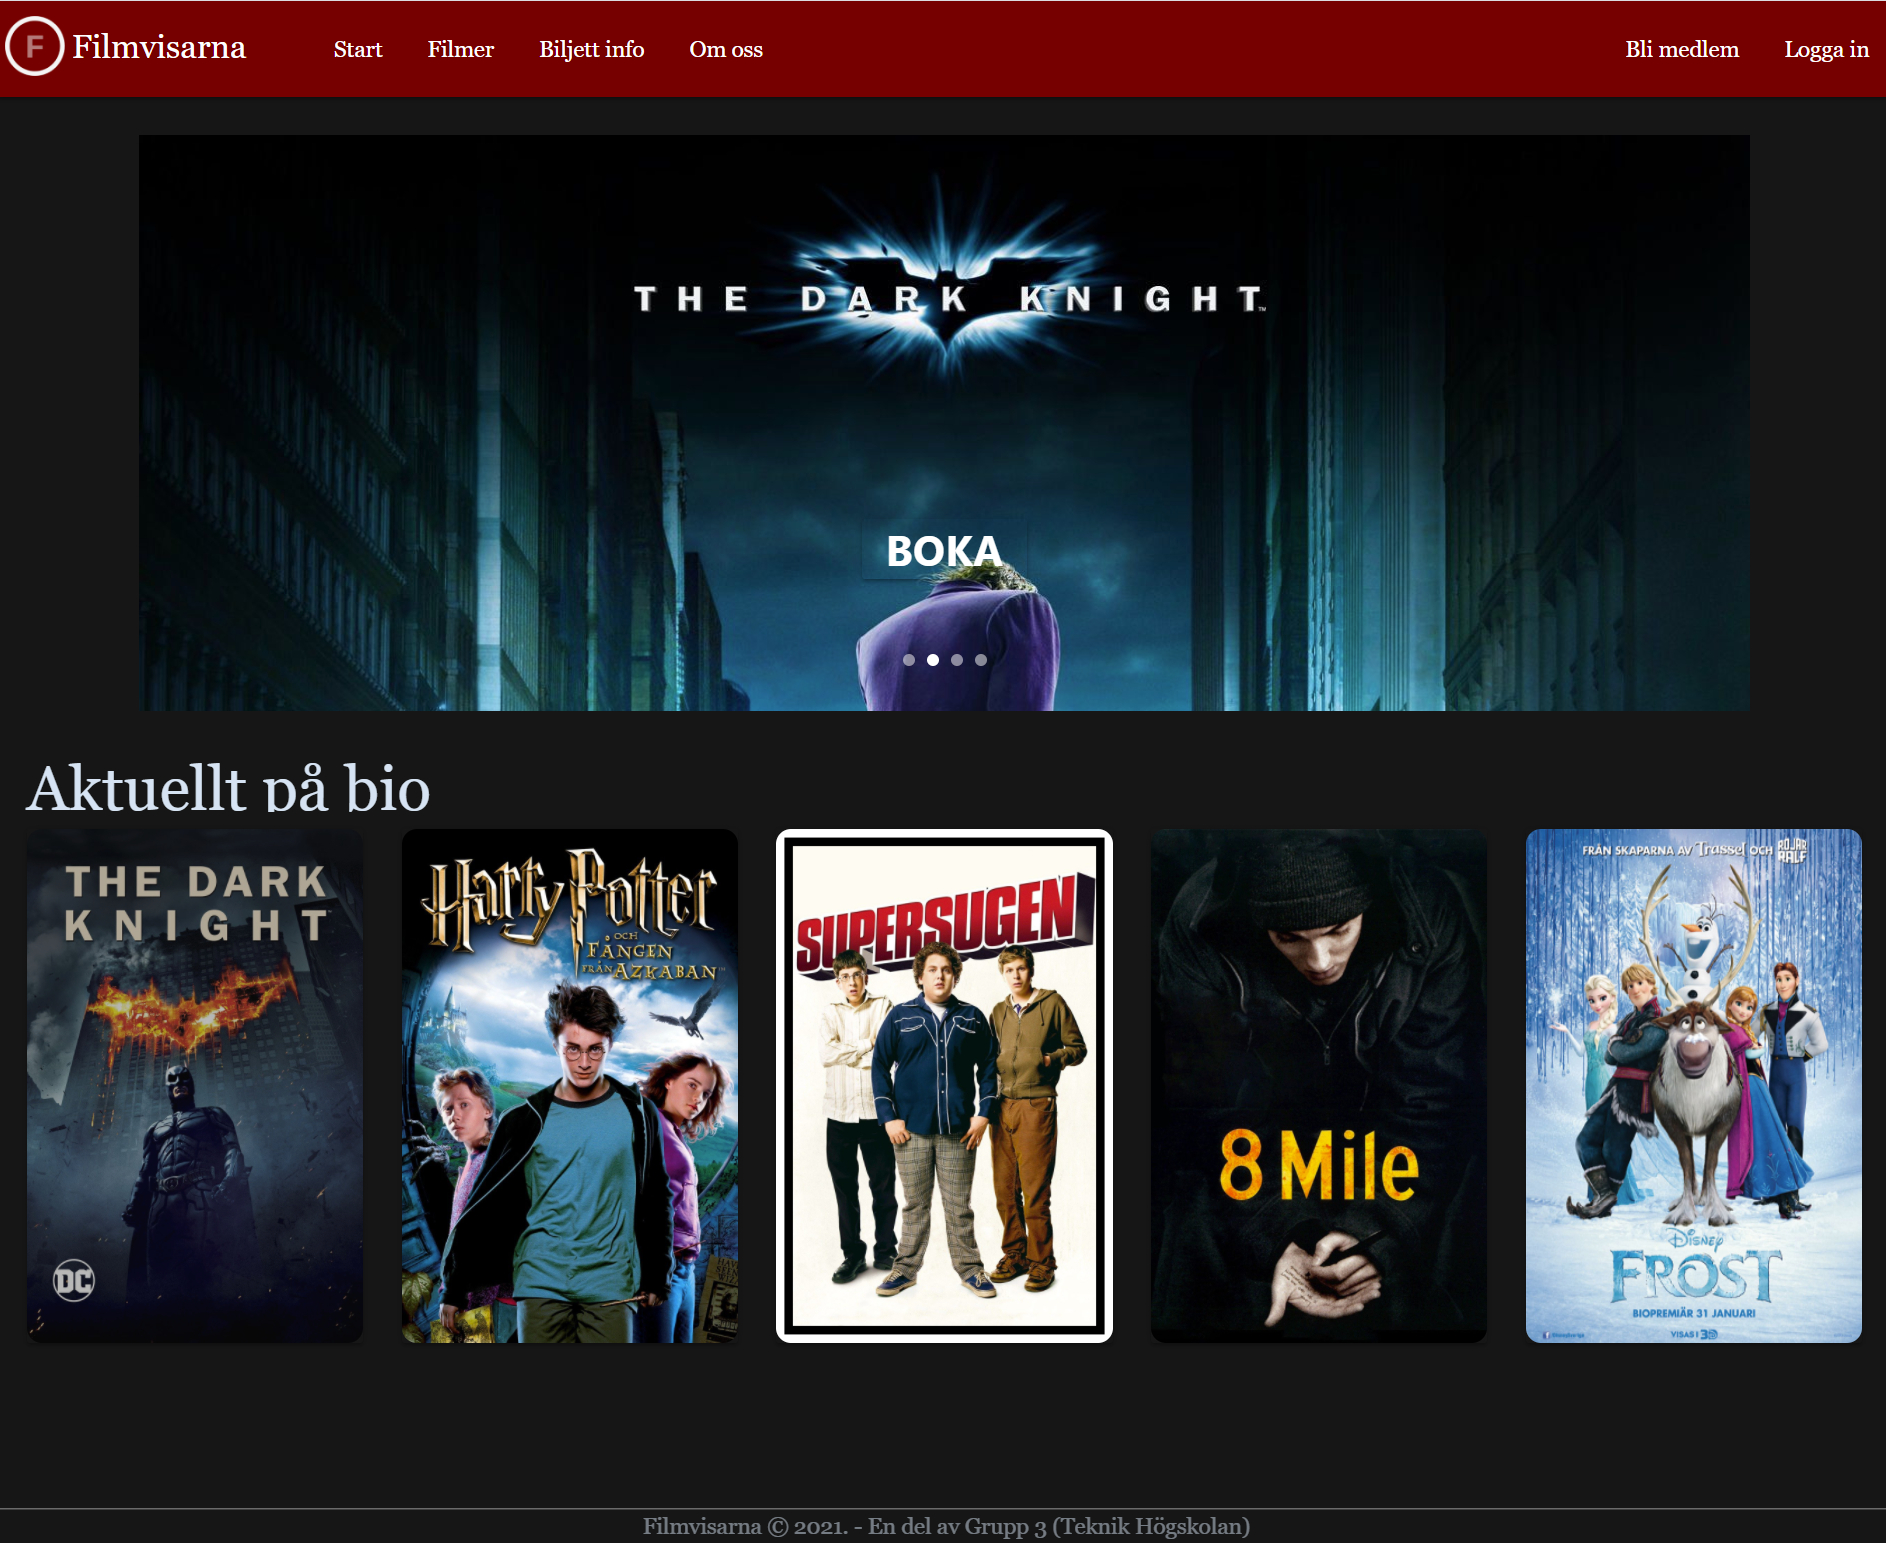 F Filmvisarna Start Filmer Biljett info Om oss Bli medlem Logga in
THE DARK KNIGHT™
BOKA
Aktuellt på bio
THE DARK
KNIGHT
DC
Harry Potter
OCH
FÅNGEN
FRÅN AZKABAN
SUPERSUGEN
8 Mile
FRÅN SKAPARNA AV Trassel OCH RÖJAR RALF
DISNEY
FROST
BIOPREMIÄR 31 JANUARI
VISAS I 3D
Filmvisarna © 2021. - En del av Grupp 3 (Teknik Högskolan)